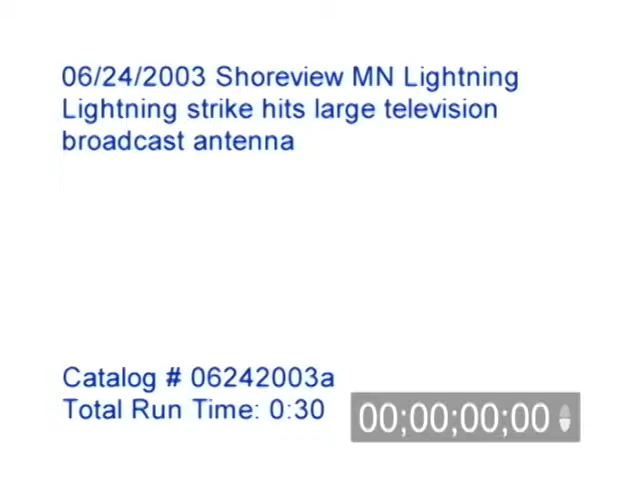 06/24/2003 Shoreview MN Lightning
Lightning strike hits large television
broadcast antenna
Catalog # 06242003a
Total Run Time: 0:30
00;00;00;00